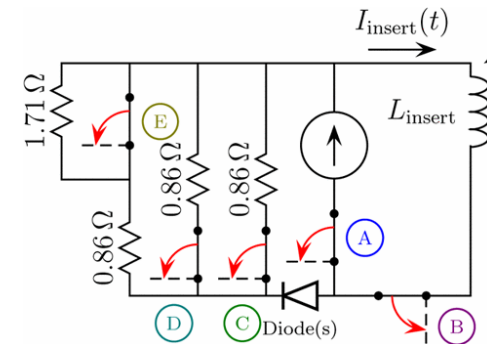 I_insert(t)
1.71 Ω
E
0.86 Ω
0.86 Ω
L_insert
0.86 Ω
A
D
C
Diode(s)
B